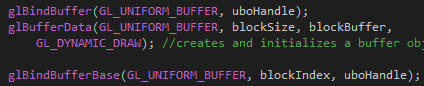 glBindBuffer(GL_UNIFORM_BUFFER, uboHandle);
glBufferData(GL_UNIFORM_BUFFER, blockSize, blockBuffer,
GL_DYNAMIC_DRAW); //creates and initializes a buffer obj
glBindBufferBase(GL_UNIFORM_BUFFER, blockIndex, uboHandle);